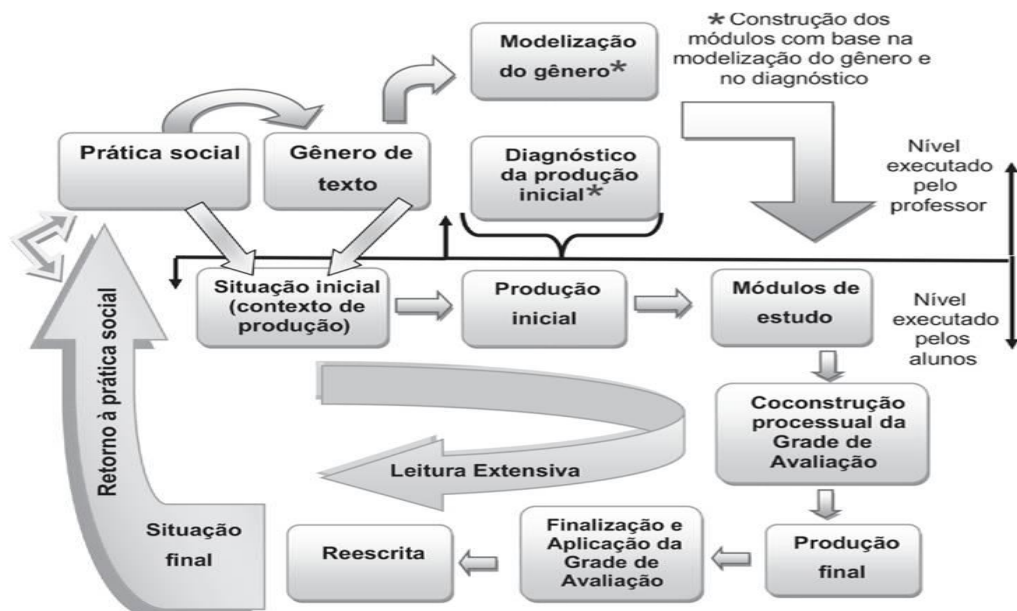 Modelização
do gênero*
* Construção dos
módulos com base na
modelização do gênero e
no diagnóstico
Prática social
Gênero de
texto
Diagnóstico
da produção
inicial*
Nível
executado
pelo
professor
Situação inicial
(contexto de
produção)
Produção
inicial
Módulos de
estudo
Nível
executado
pelos
alunos
Coconstrução
processual da
Grade de
Avaliação
Leitura Extensiva
Retorno à prática social
Situação
final
Reescrita
Finalização e
Aplicação da
Grade de
Avaliação
Produção
final